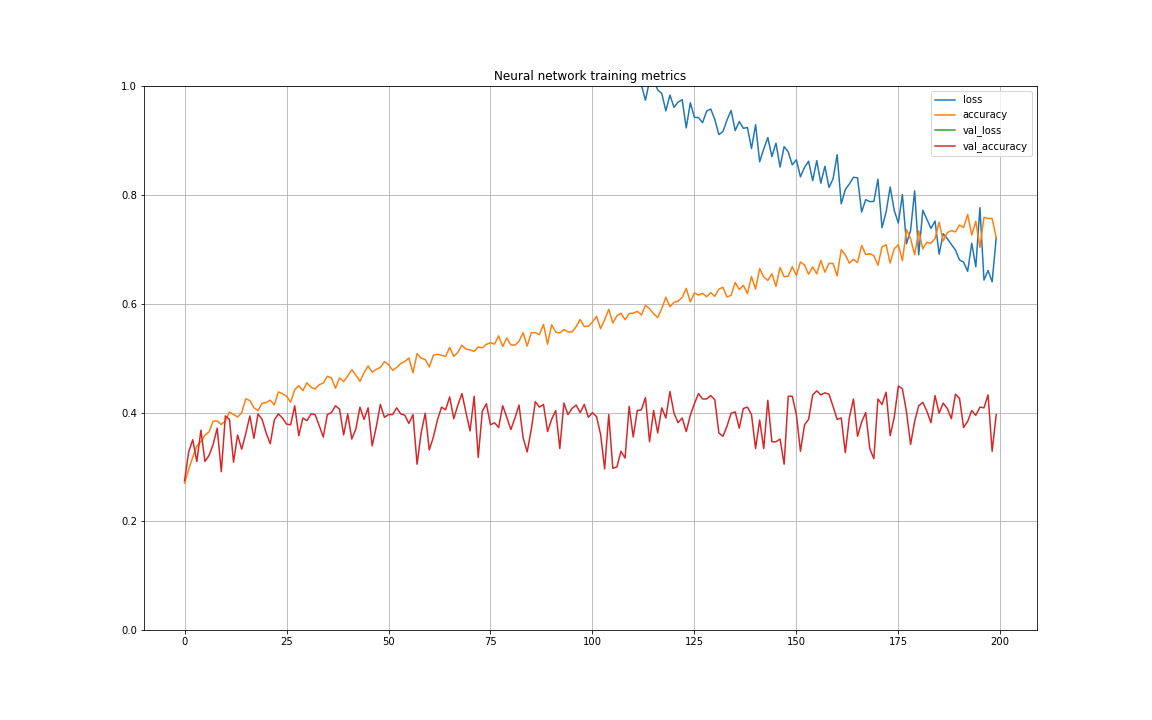 Neural network training metrics
loss
accuracy
val_loss
val_accuracy
1.0
0.8
0.6
0.4
0.2
0.0
0 25 50 75 100 125 150 175 200